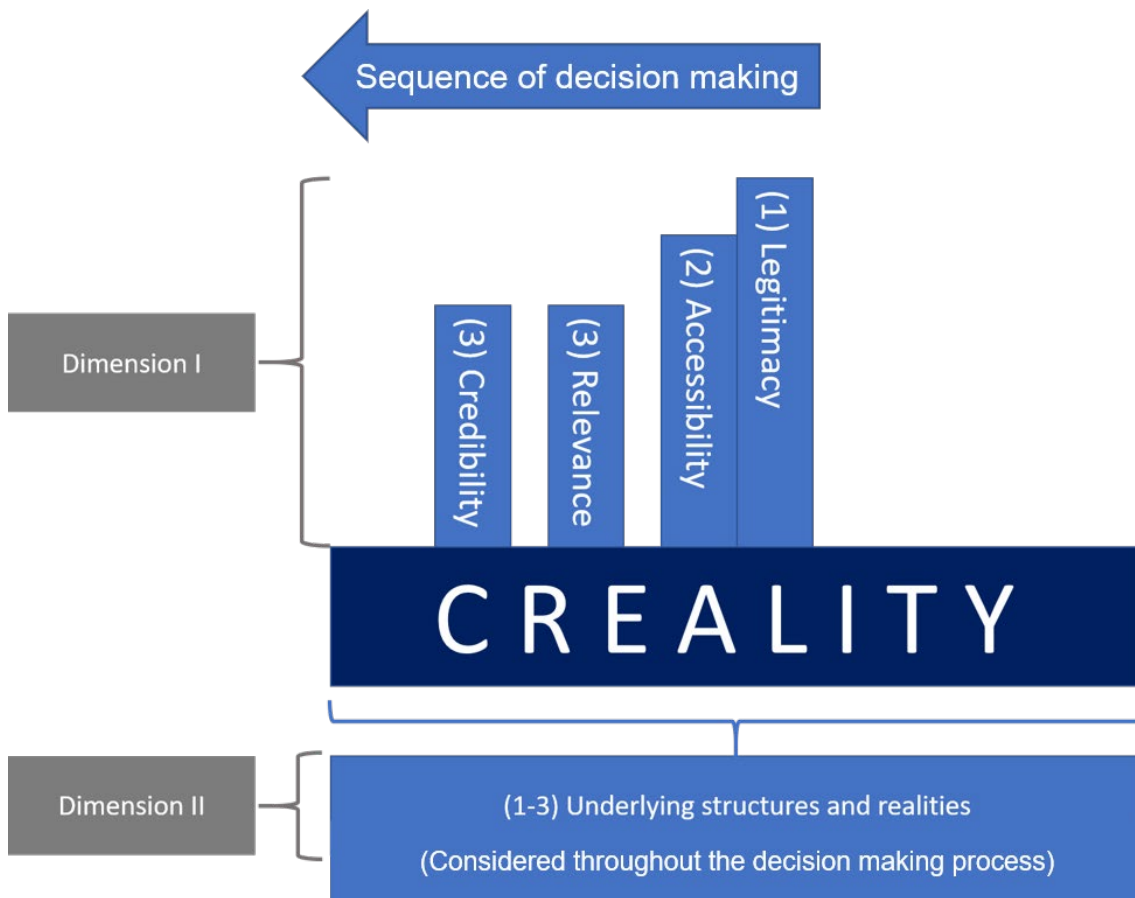 Sequence of decision making
Dimension I
(3) Credibility
(3) Relevance
(2) Accessibility
(1) Legitimacy
CREALITY
Dimension II
(1-3) Underlying structures and realities
(Considered throughout the decision making process)